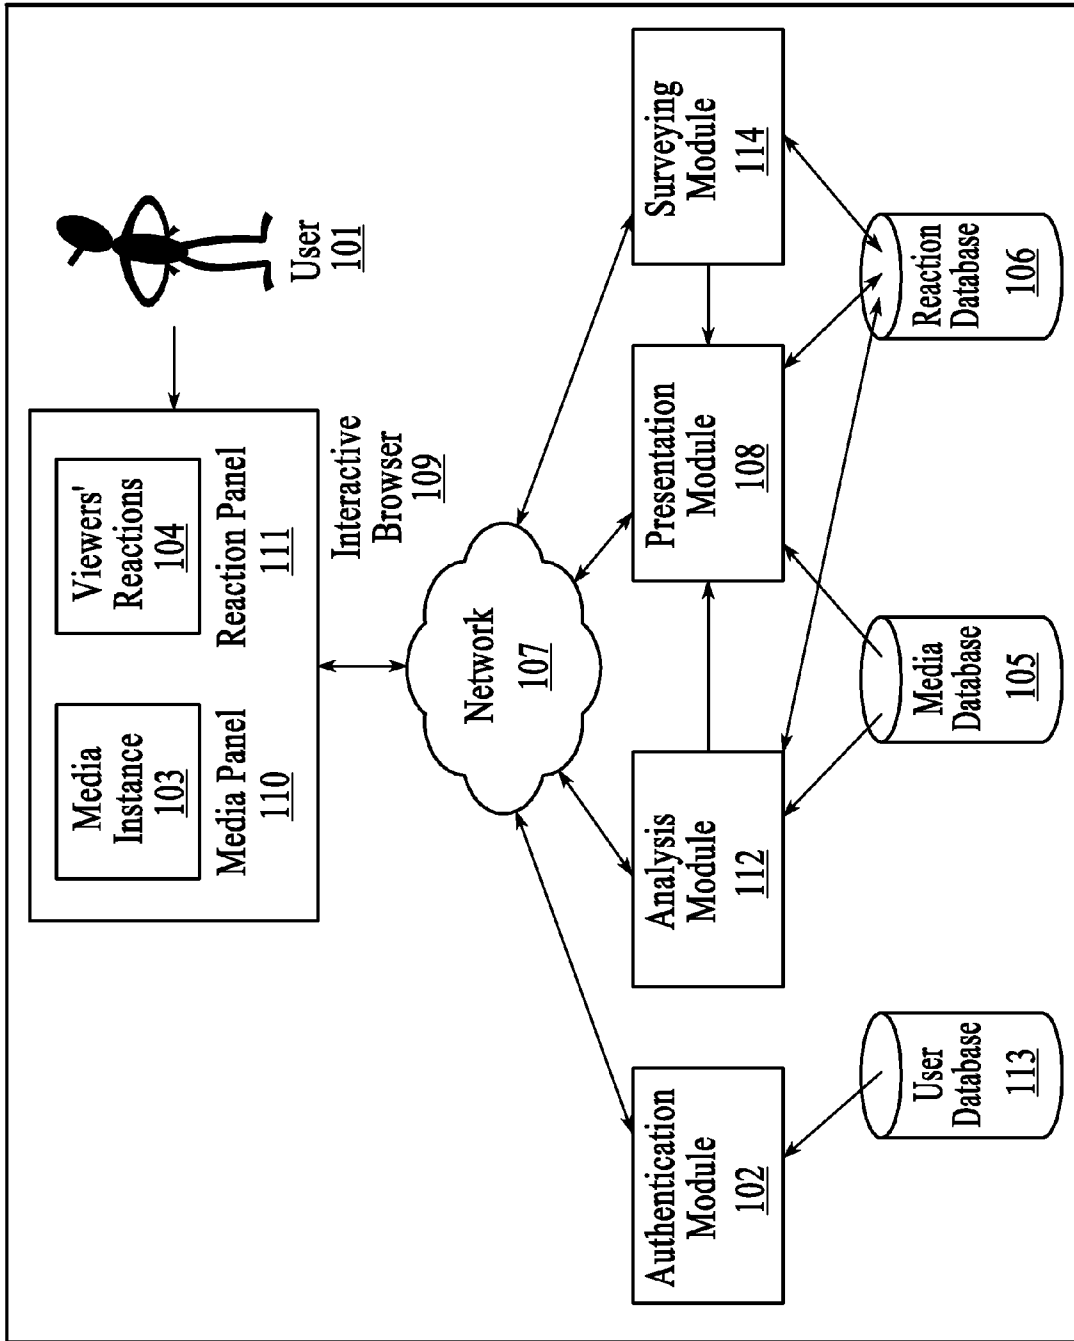 Media
Instance
103
Media Panel
110
Viewers'
Reactions
104
Reaction Panel
111
User
101
Interactive
Browser
109
Network
107
Authentication
Module
102
Analysis
Module
112
Presentation
Module
108
Surveying
Module
114
User
Database
113
Media
Database
105
Reaction
Database
106